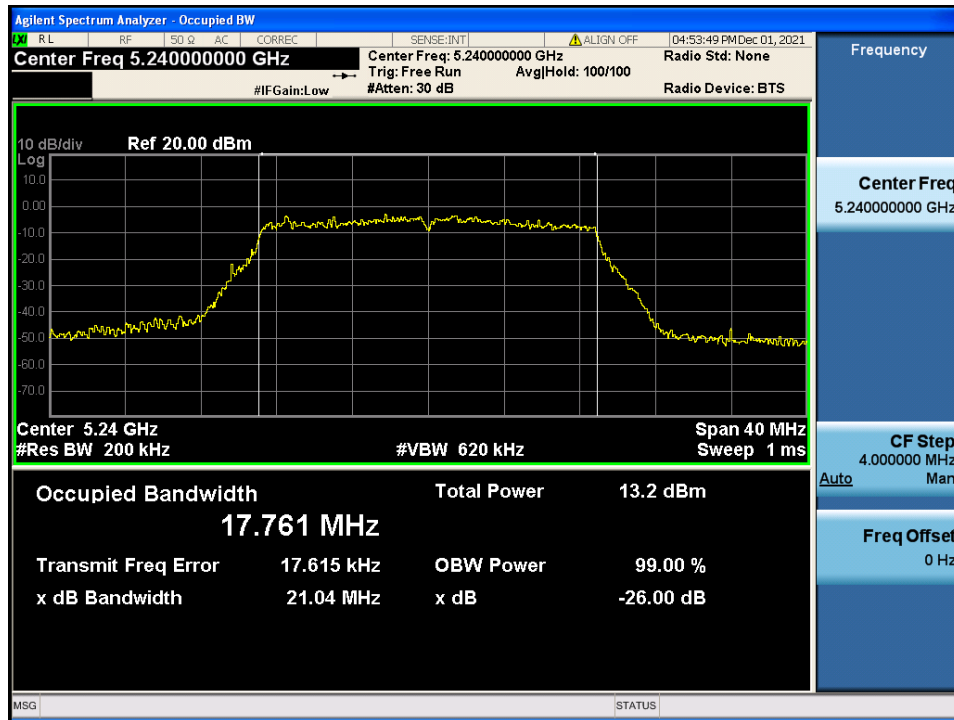 Agilent Spectrum Analyzer - Occupied BW
LXI RL RF 50 Ω AC CORREC SENSE:INT ALIGN OFF 04:53:49 PM Dec 01, 2021
Center Freq 5.240000000 GHz
Center Freq: 5.240000000 GHz
Radio Std: None
Trig: Free Run Avg|Hold: 100/100
#IFGain:Low #Atten: 30 dB Radio Device: BTS
10 dB/div Ref 20.00 dBm
Log
10.0
0.00
-10.0
-20.0
-30.0
-40.0
-50.0
-60.0
-70.0
Center 5.24 GHz Span 40 MHz
#Res BW 200 kHz #VBW 620 kHz Sweep 1 ms
Occupied Bandwidth Total Power 13.2 dBm
17.761 MHz
Transmit Freq Error 17.615 kHz OBW Power 99.00 %
x dB Bandwidth 21.04 MHz x dB -26.00 dB
Frequency
Center Freq
5.240000000 GHz
CF Step
4.000000 MHz
Auto Man
Freq Offset
0 Hz
MSG STATUS